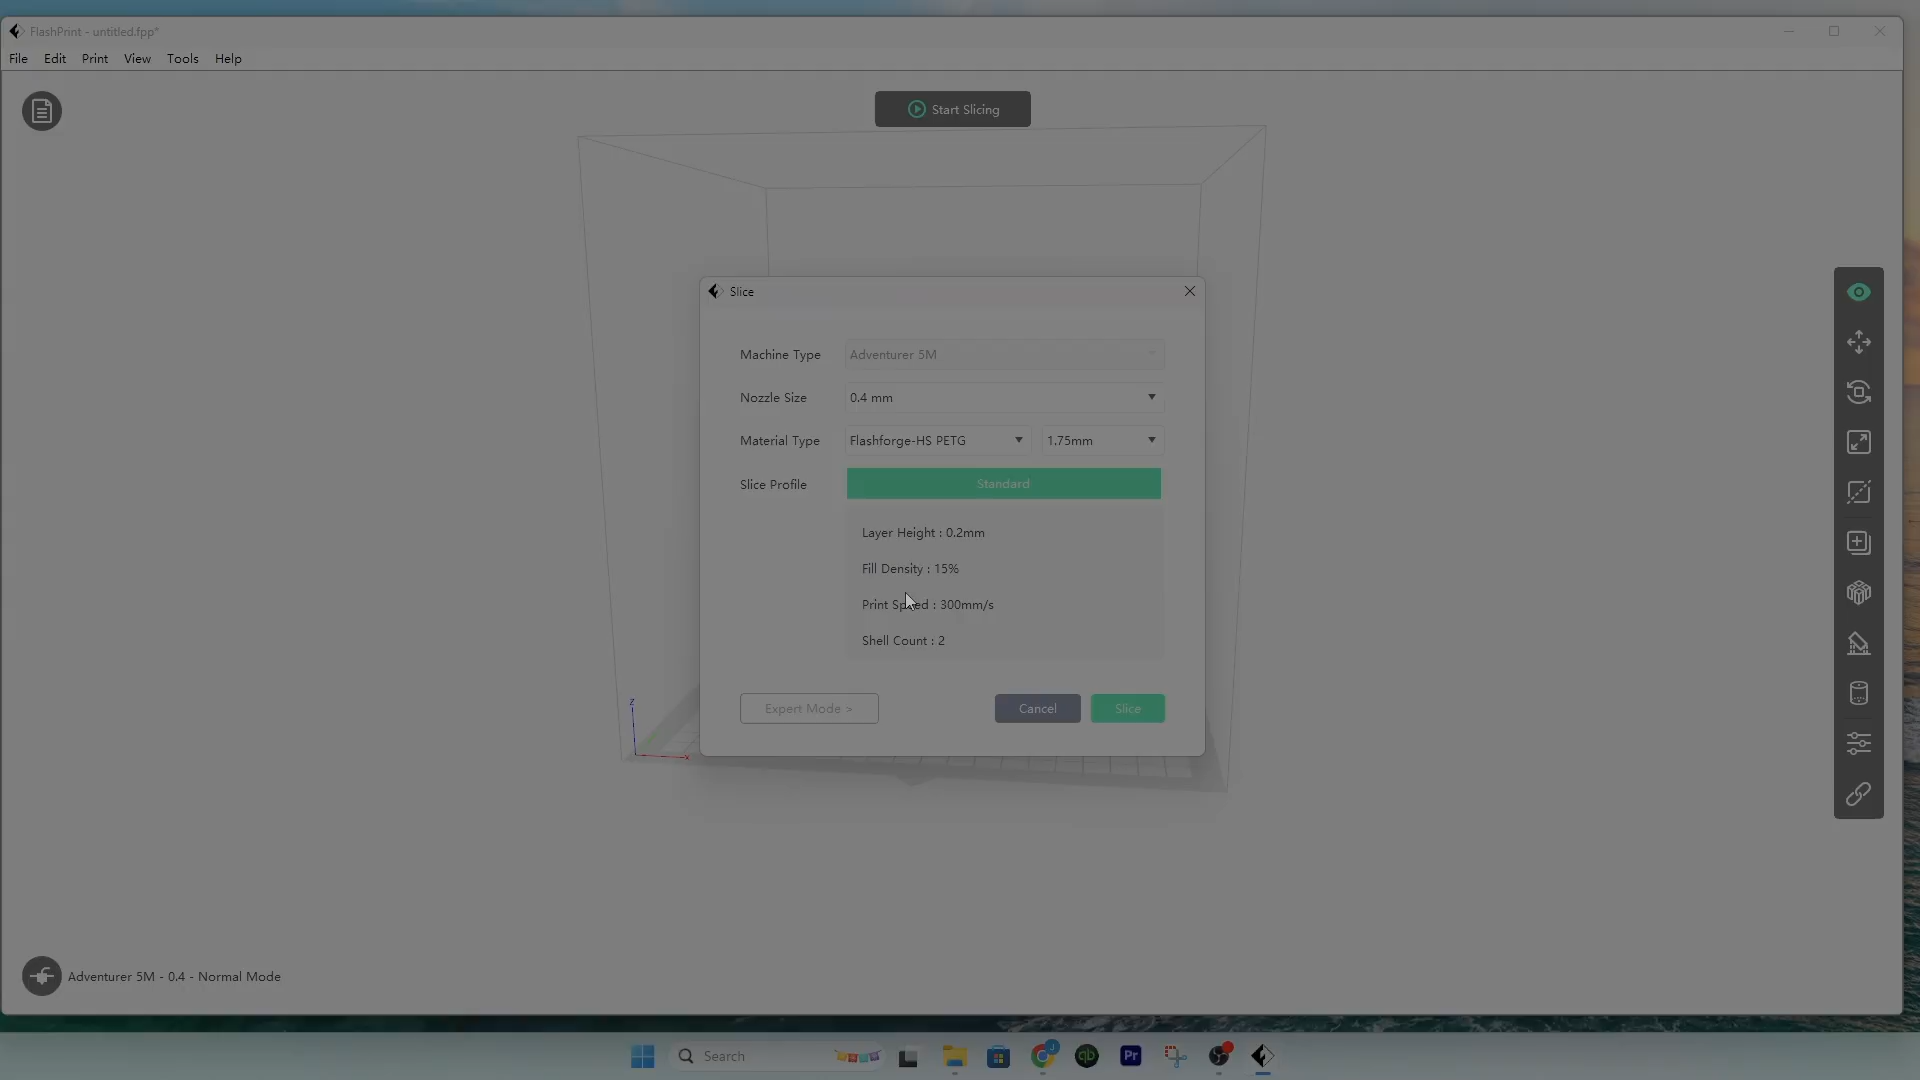 FlashPrint - untitled.fpp*
File Edit Print View Tools Help
Start Slicing
Slice
Machine Type Adventurer 5M
Nozzle Size 0.4 mm
Material Type Flashforge-HS PETG 1.75mm
Slice Profile Standard
Layer Height : 0.2mm
Fill Density : 15%
Print Speed : 300mm/s
Shell Count : 2
Expert Mode > Cancel Slice
z
x
Adventurer 5M - 0.4 - Normal Mode
Search
J
qb
Pr